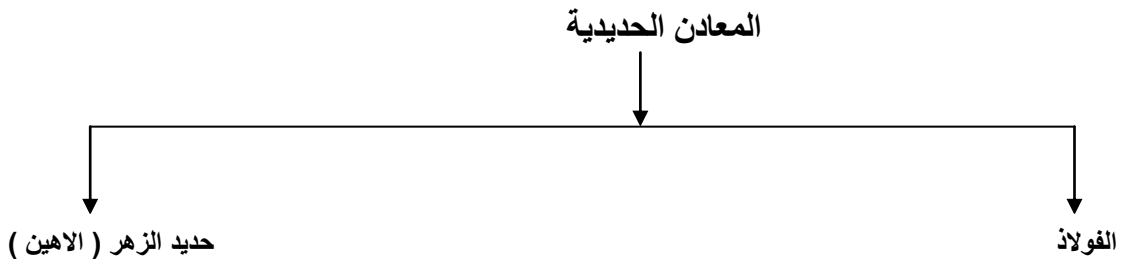 المعادن الحديدية
الفولاذ
حديد الزهر ( الاهين )